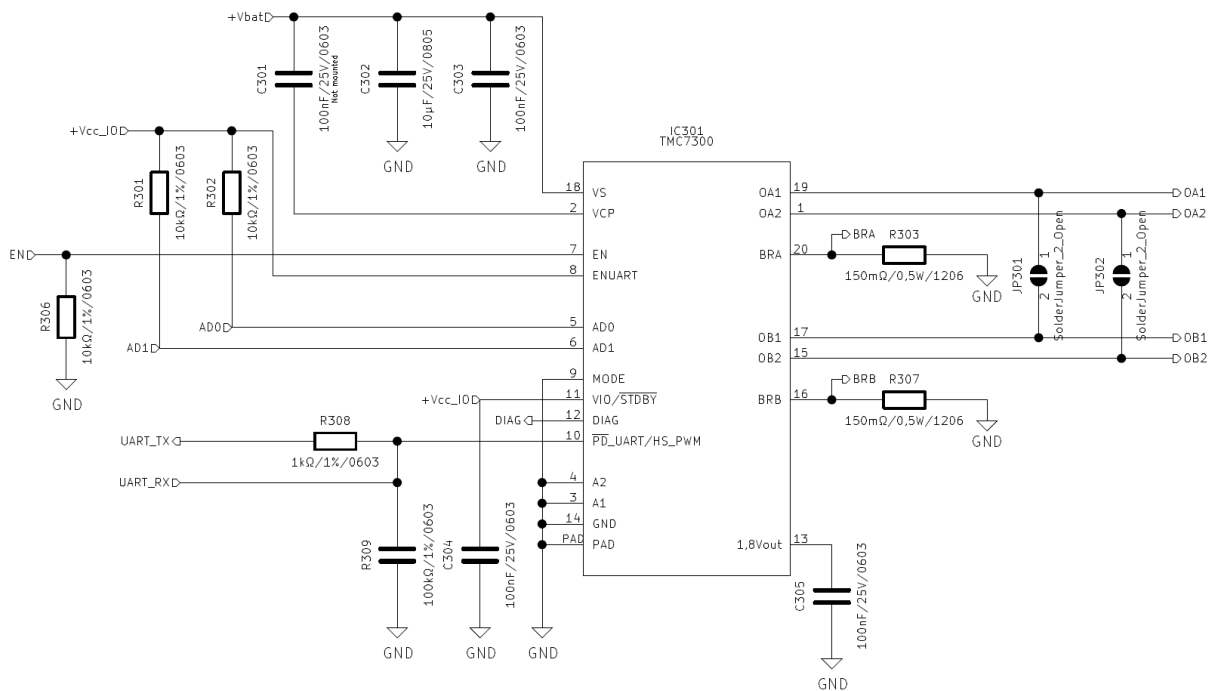 +Vbat
C301
100nF/25V/0603
Not mounted
C302
10µF/25V/0805
C303
100nF/25V/0603
GND
GND
+Vcc_IO
R301
10kΩ/1%/0603
R302
10kΩ/1%/0603
IC301
TMC7300
18 VS
2 VCP
EN
7 EN
8 ENUART
R306
10kΩ/1%/0603
GND
AD0
5 AD0
AD1
6 AD1
9 MODE
+Vcc_IO
11 VIO/STDBY
DIAG
12 DIAG
UART_TX
R308
1kΩ/1%/0603
10 PD_UART/HS_PWM
UART_RX
4 A2
3 A1
14 GND
PAD PAD
R309
100kΩ/1%/0603
C304
100nF/25V/0603
GND
GND
GND
OA1 19
OA1
OA2 1
OA2
BRA 20
BRA
R303
150mΩ/0,5W/1206
GND
JP301
1
2
SolderJumper_2_Open
JP302
1
2
SolderJumper_2_Open
OB1 17
OB1
OB2 15
OB2
BRB 16
BRB
R307
150mΩ/0,5W/1206
GND
1,8Vout 13
C305
100nF/25V/0603
GND